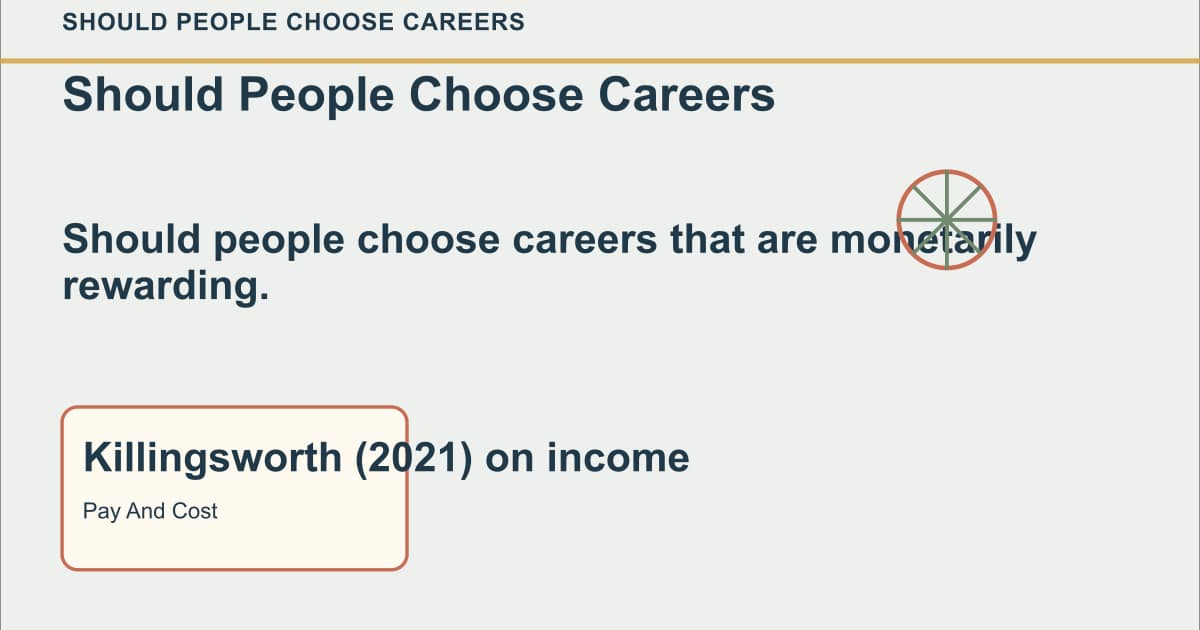 SHOULD PEOPLE CHOOSE CAREERS
Should People Choose Careers
Should people choose careers that are monetarily
rewarding.
Killingsworth (2021) on income
Pay And Cost